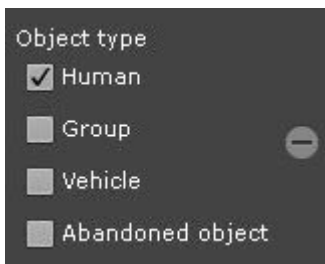 Object type
Human
Group
Vehicle
Abandoned object